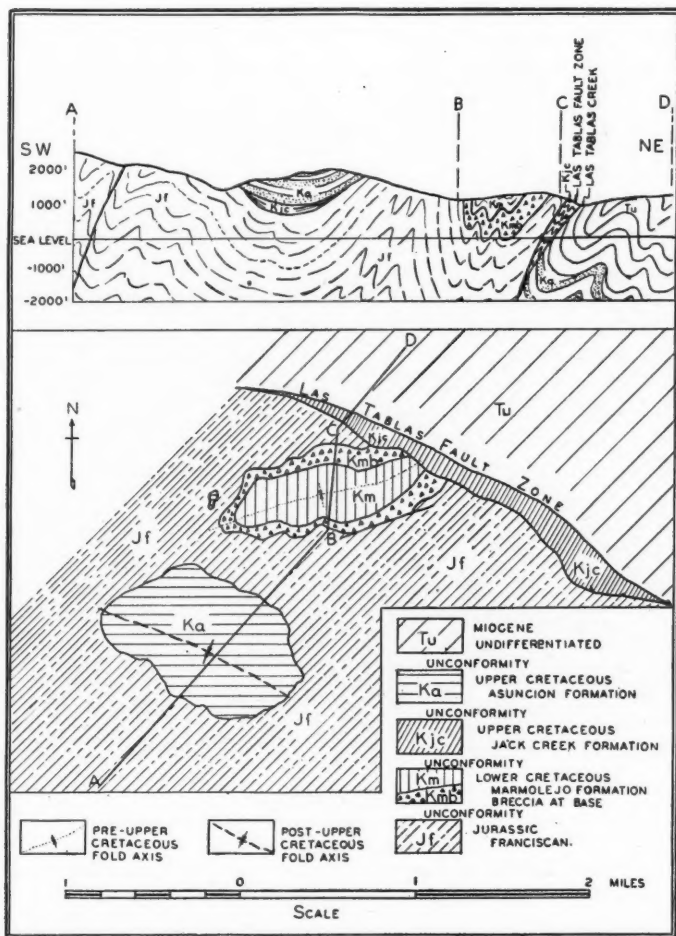 A
B
C
D
Kjc
LAS TABLAS FAULT ZONE
LAS TABLAS CREEK
SW
NE
2000'
1000'
SEA LEVEL
-1000'
-2000'
Jf
Jf
Ka
Kjc
Jf
Km
Kmb
Tu
Ka
N
D
LAS TABLAS FAULT ZONE
Tu
C
Kjc
Kmb
Km
B
Jf
Jf
Kjc
Ka
Jf
A
Tu MIOCENE
UNDIFFERENTIATED
UNCONFORMITY
Ka UPPER CRETACEOUS
ASUNCION FORMATION
UNCONFORMITY
Kjc UPPER CRETACEOUS
JACK CREEK FORMATION
UNCONFORMITY
Km LOWER CRETACEOUS
MARMOLEJO FORMATION
Kmb BRECCIA AT BASE
UNCONFORMITY
Jf JURASSIC
FRANCISCAN.
PRE-UPPER
CRETACEOUS
FOLD AXIS
POST-UPPER
CRETACEOUS
FOLD AXIS
1 0 1 2 MILES
SCALE